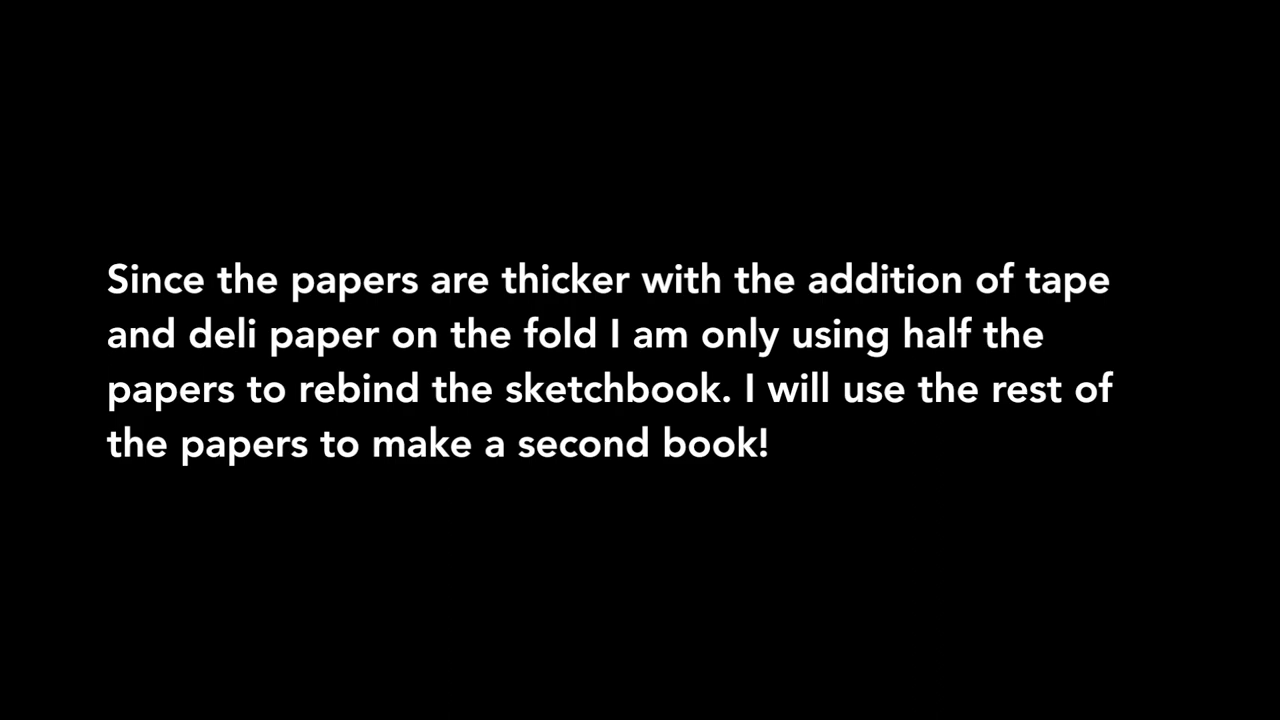 Since the papers are thicker with the addition of tape
and deli paper on the fold I am only using half the
papers to rebind the sketchbook. I will use the rest of
the papers to make a second book!